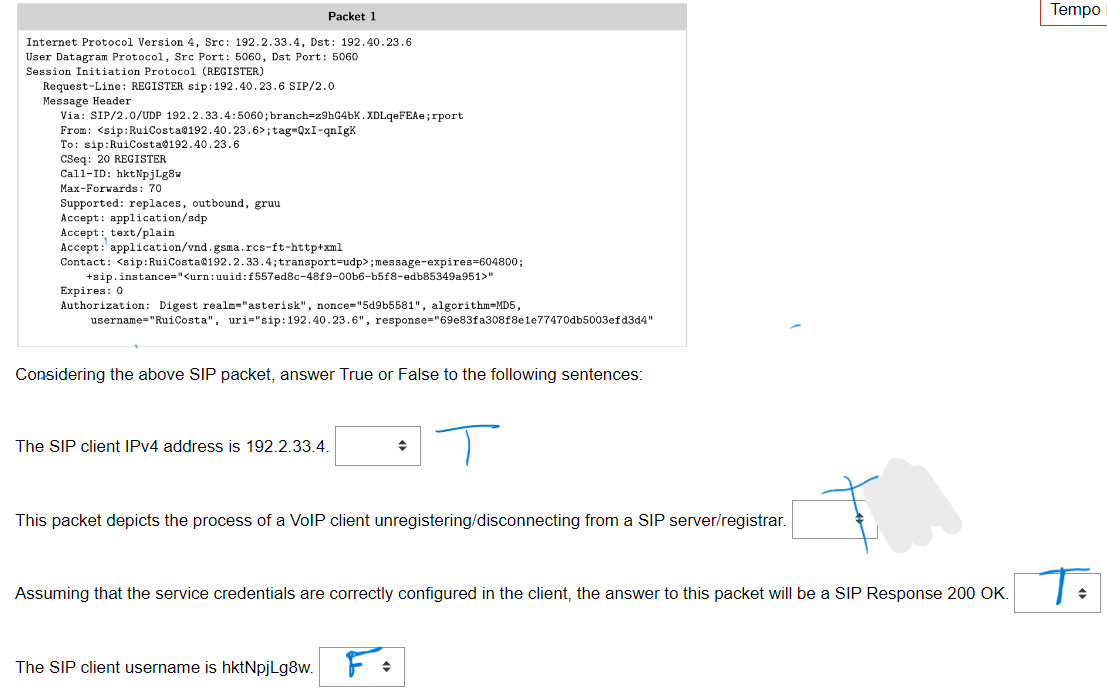 Packet 1
Tempo
Internet Protocol Version 4, Src: 192.2.33.4, Dst: 192.40.23.6
User Datagram Protocol, Src Port: 5060, Dst Port: 5060
Session Initiation Protocol (REGISTER)
Request-Line: REGISTER sip:192.40.23.6 SIP/2.0
Message Header
Via: SIP/2.0/UDP 192.2.33.4:5060;branch=z9hG4bK.XDLqeFEAe;rport
From: <sip:RuiCosta@192.40.23.6>;tag=QxI-qnIgK
To: sip:RuiCosta@192.40.23.6
CSeq: 20 REGISTER
Call-ID: hktNpjLg8w
Max-Forwards: 70
Supported: replaces, outbound, gruu
Accept: application/sdp
Accept: text/plain
Accept: application/vnd.gsma.rcs-ft-http+xml
Contact: <sip:RuiCosta@192.2.33.4;transport=udp>;message-expires=604800;
+sip.instance="<urn:uuid:f557ed8c-48f9-00b6-b5f8-edb85349a951>"
Expires: 0
Authorization: Digest realm="asterisk", nonce="5d9b5581", algorithm=MD5,
username="RuiCosta", uri="sip:192.40.23.6", response="69e83fa308f8e1e77470db5003efd3d4"
Considering the above SIP packet, answer True or False to the following sentences:
The SIP client IPv4 address is 192.2.33.4. T
This packet depicts the process of a VoIP client unregistering/disconnecting from a SIP server/registrar. T
Assuming that the service credentials are correctly configured in the client, the answer to this packet will be a SIP Response 200 OK. T
The SIP client username is hktNpjLg8w. F